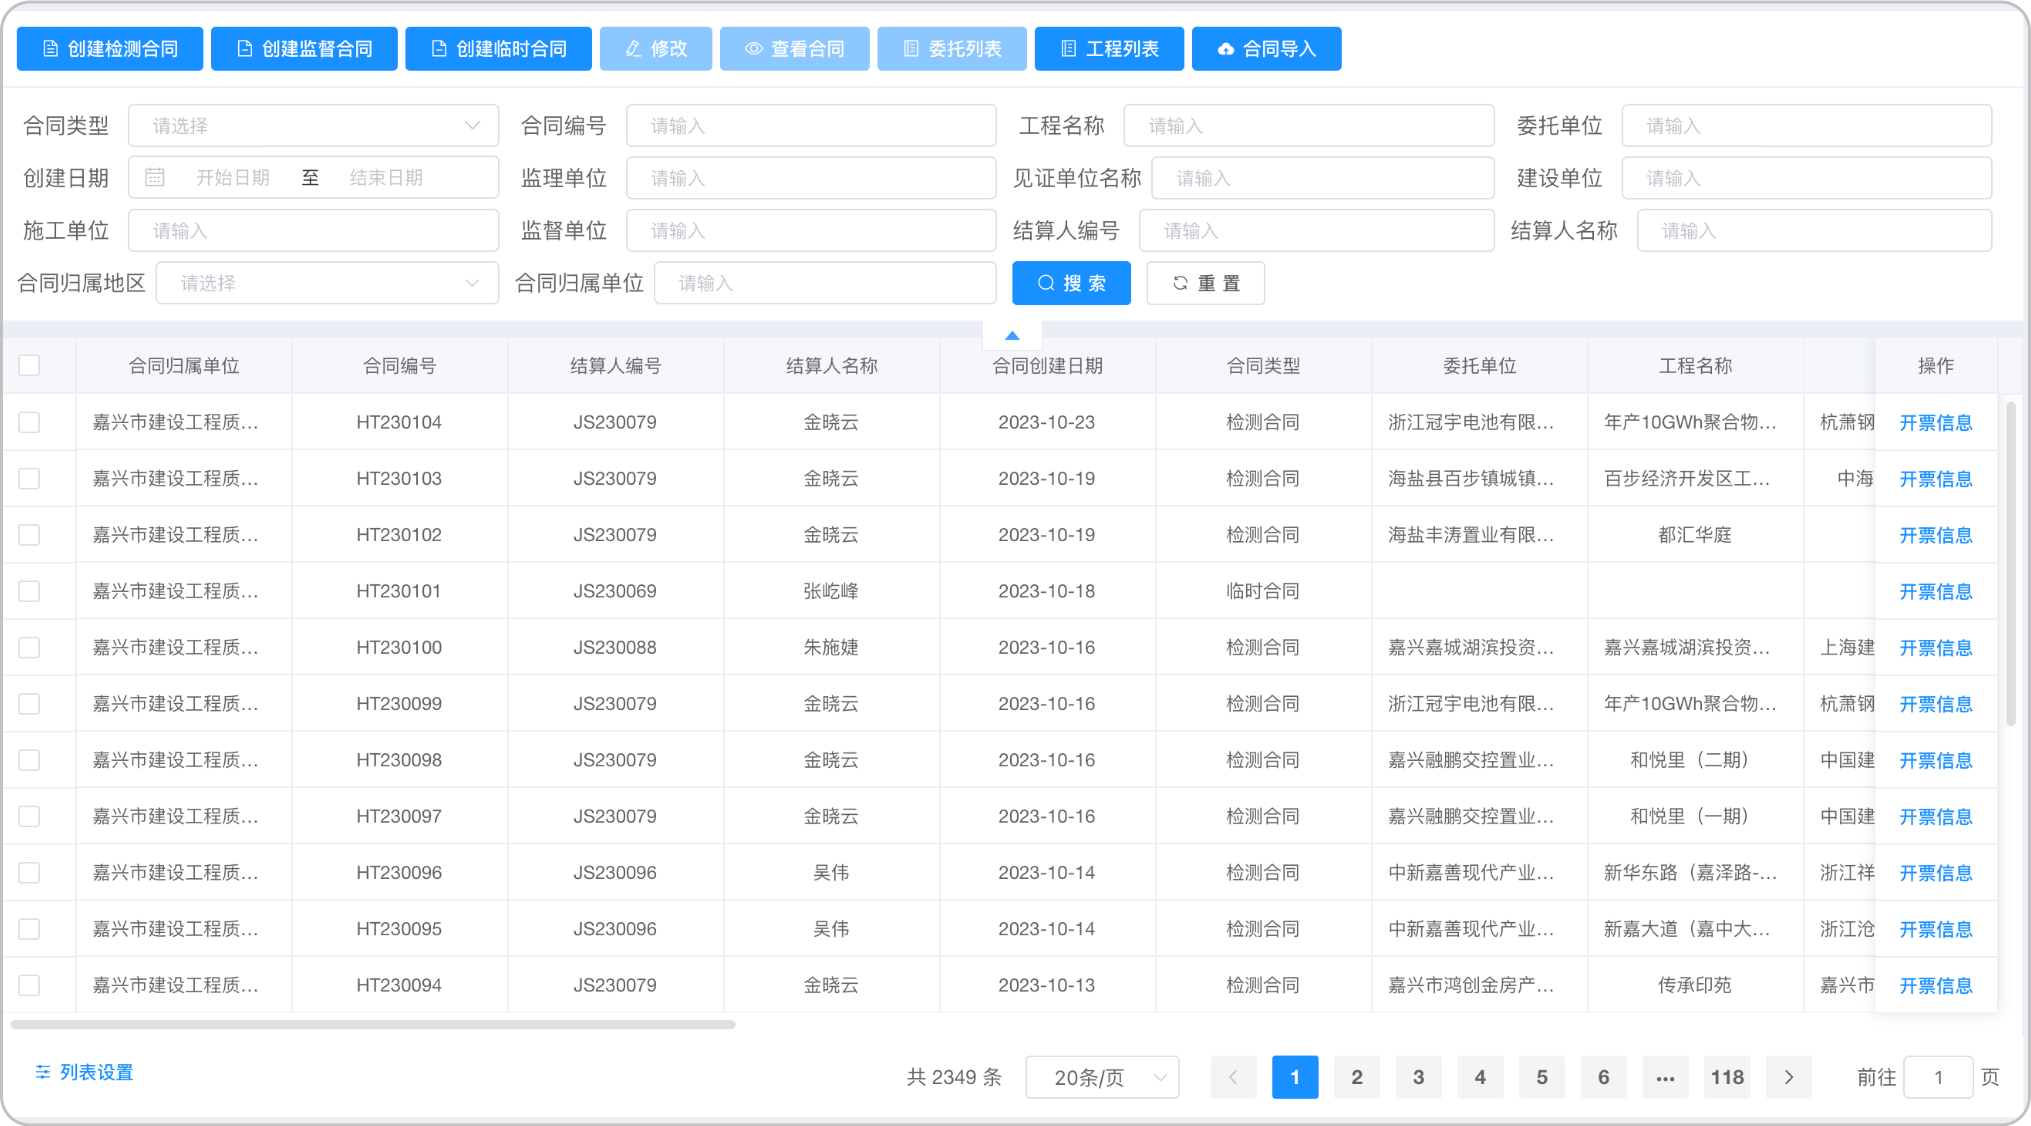 创建检测合同 创建监督合同 创建临时合同 修改 查看合同 委托列表 工程列表 合同导入
合同类型 请选择 合同编号 请输入 工程名称 请输入 委托单位 请输入
创建日期 开始日期 至 结束日期 监理单位 请输入 见证单位名称 请输入 建设单位 请输入
施工单位 请输入 监督单位 请输入 结算人编号 请输入 结算人名称 请输入
合同归属地区 请选择 合同归属单位 请输入 搜索 重置
合同归属单位 合同编号 结算人编号 结算人名称 合同创建日期 合同类型 委托单位 工程名称 操作
嘉兴市建设工程质... HT230104 JS230079 金晓云 2023-10-23 检测合同 浙江冠宇电池有限... 年产10GWh聚合物... 杭萧钢 开票信息
嘉兴市建设工程质... HT230103 JS230079 金晓云 2023-10-19 检测合同 海盐县百步镇城镇... 百步经济开发区工... 中海 开票信息
嘉兴市建设工程质... HT230102 JS230079 金晓云 2023-10-19 检测合同 海盐丰涛置业有限... 都汇华庭 开票信息
嘉兴市建设工程质... HT230101 JS230069 张屹峰 2023-10-18 临时合同 开票信息
嘉兴市建设工程质... HT230100 JS230088 朱施婕 2023-10-16 检测合同 嘉兴嘉城湖滨投资... 嘉兴嘉城湖滨投资... 上海建 开票信息
嘉兴市建设工程质... HT230099 JS230079 金晓云 2023-10-16 检测合同 浙江冠宇电池有限... 年产10GWh聚合物... 杭萧钢 开票信息
嘉兴市建设工程质... HT230098 JS230079 金晓云 2023-10-16 检测合同 嘉兴融鹏交控置业... 和悦里（二期） 中国建 开票信息
嘉兴市建设工程质... HT230097 JS230079 金晓云 2023-10-16 检测合同 嘉兴融鹏交控置业... 和悦里（一期） 中国建 开票信息
嘉兴市建设工程质... HT230096 JS230096 吴伟 2023-10-14 检测合同 中新嘉善现代产业... 新华东路（嘉泽路-... 浙江祥 开票信息
嘉兴市建设工程质... HT230095 JS230096 吴伟 2023-10-14 检测合同 中新嘉善现代产业... 新嘉大道（嘉中大... 浙江沧 开票信息
嘉兴市建设工程质... HT230094 JS230079 金晓云 2023-10-13 检测合同 嘉兴市鸿创金房产... 传承印苑 嘉兴市 开票信息
列表设置 共 2349 条 20条/页 1 2 3 4 5 6 ... 118 前往 1 页